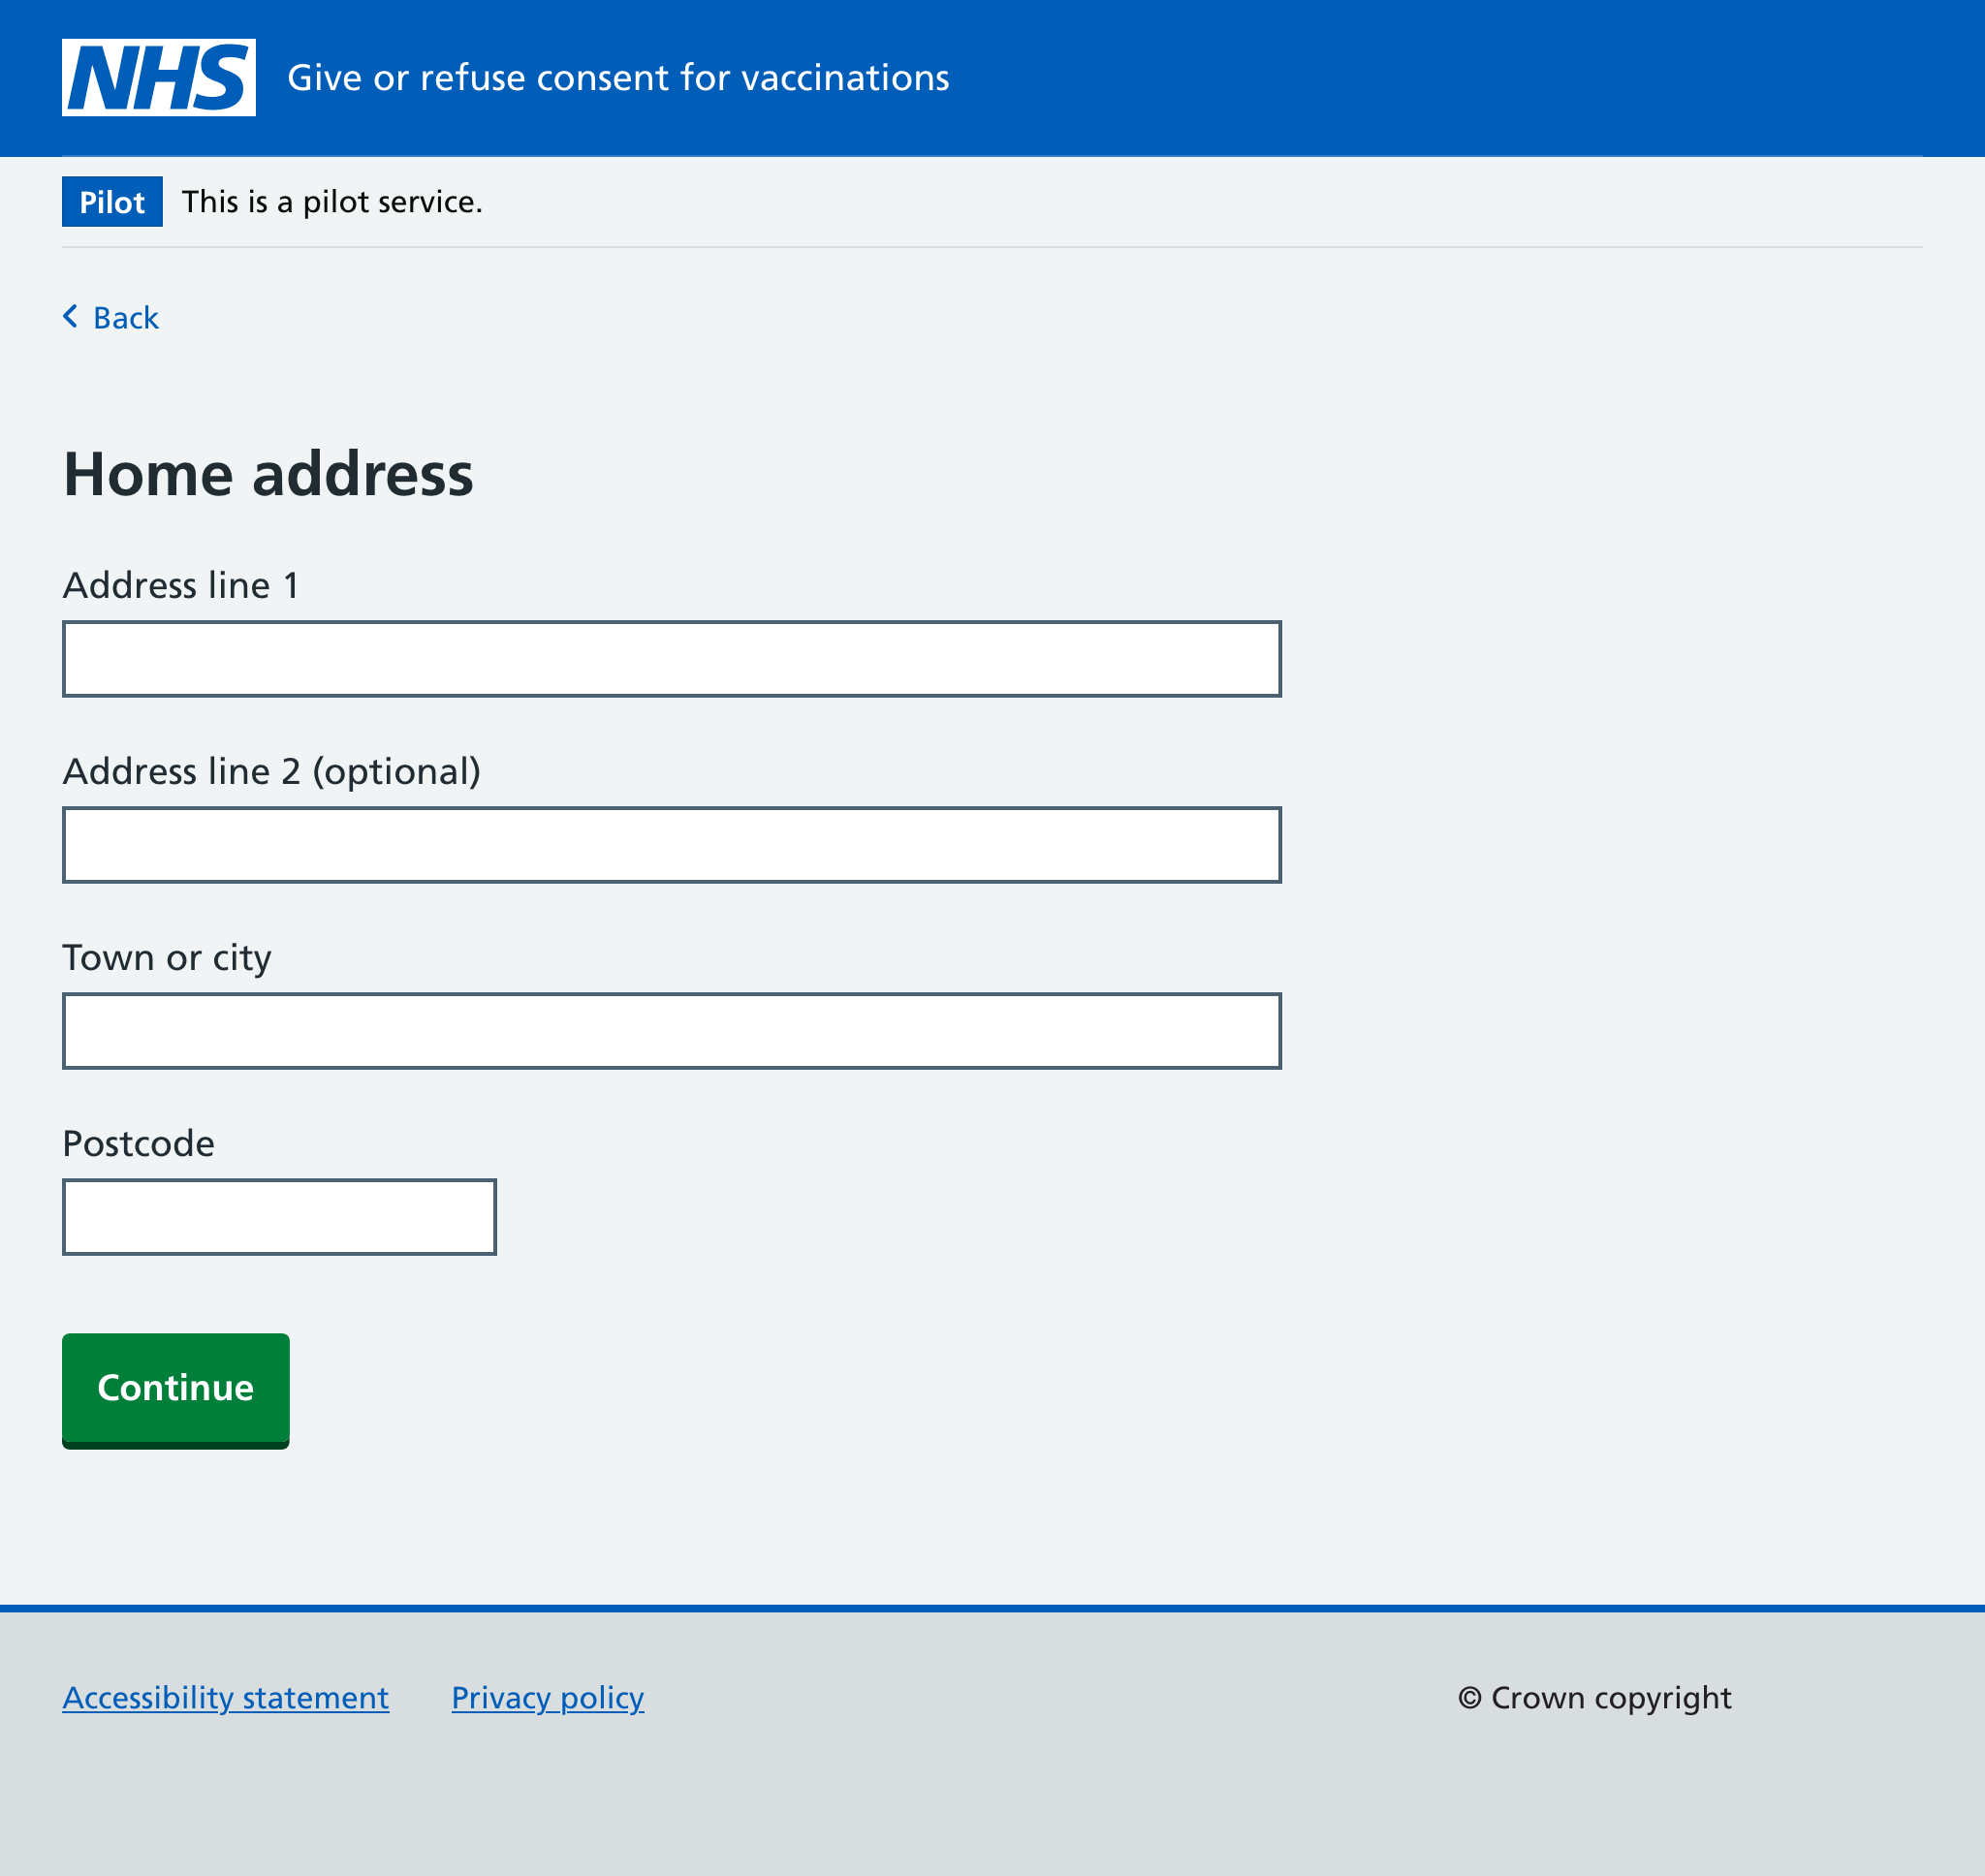 NHS Give or refuse consent for vaccinations
Pilot This is a pilot service.
Back
Home address
Address line 1
Address line 2 (optional)
Town or city
Postcode
Continue
Accessibility statement Privacy policy © Crown copyright